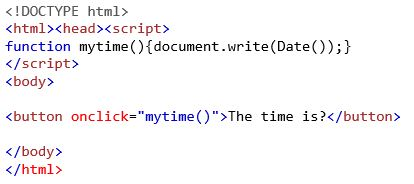 <!DOCTYPE html>
<html><head><script>
function mytime(){document.write(Date());}
</script>
<body>
<button onclick="mytime()">The time is?</button>
</body>
</html>